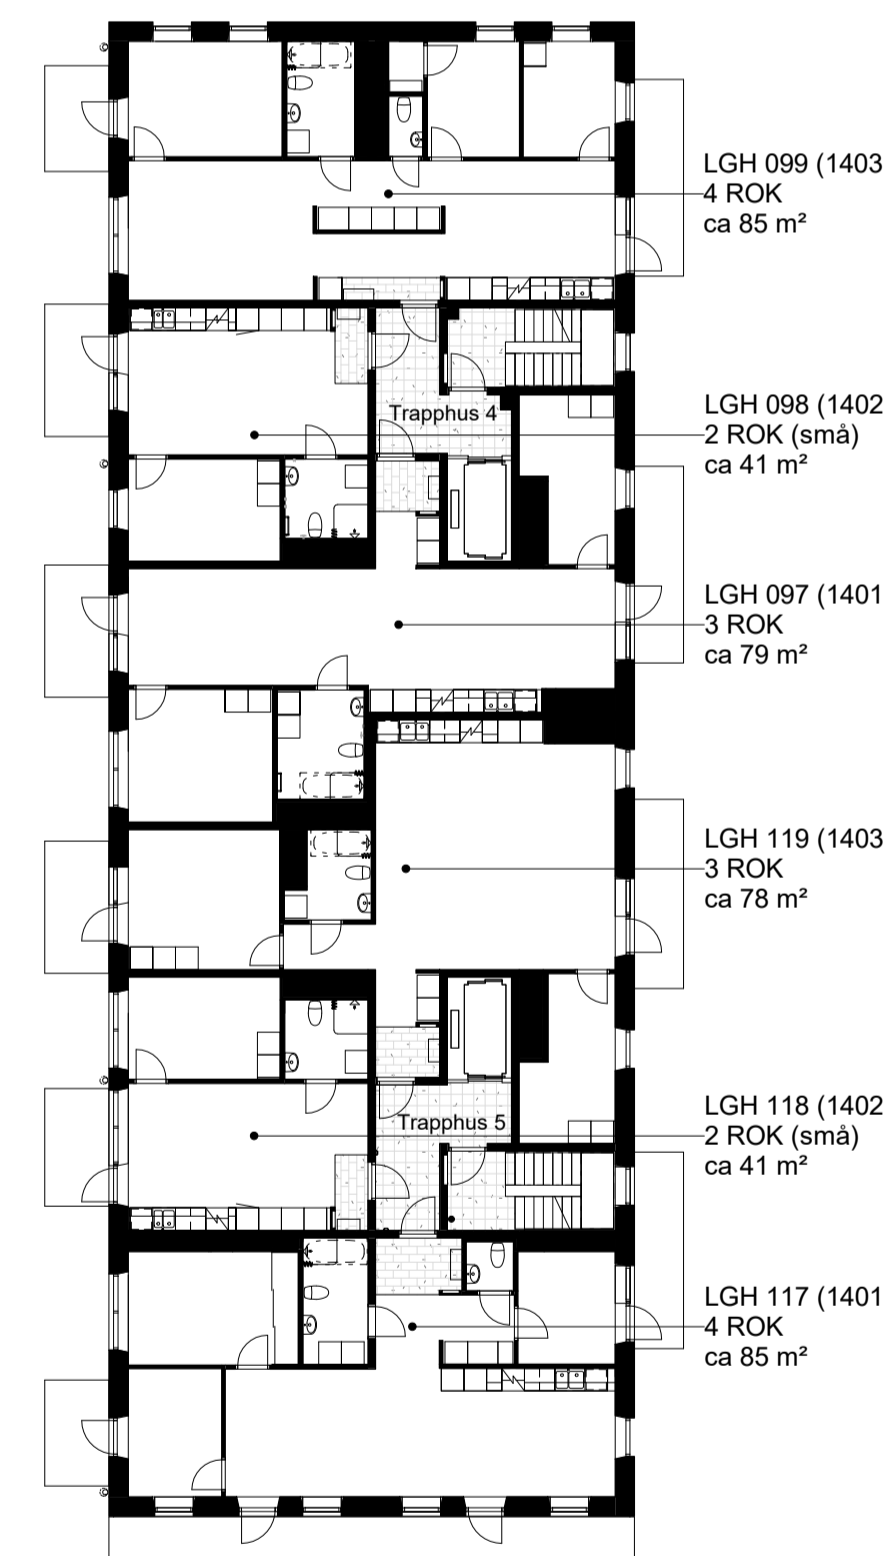 LGH 099 (1403
4 ROK
ca 85 m²
LGH 098 (1402
2 ROK (små)
ca 41 m²
Trapphus 4
LGH 097 (1401
3 ROK
ca 79 m²
LGH 119 (1403
3 ROK
ca 78 m²
LGH 118 (1402
2 ROK (små)
ca 41 m²
Trapphus 5
LGH 117 (1401
4 ROK
ca 85 m²